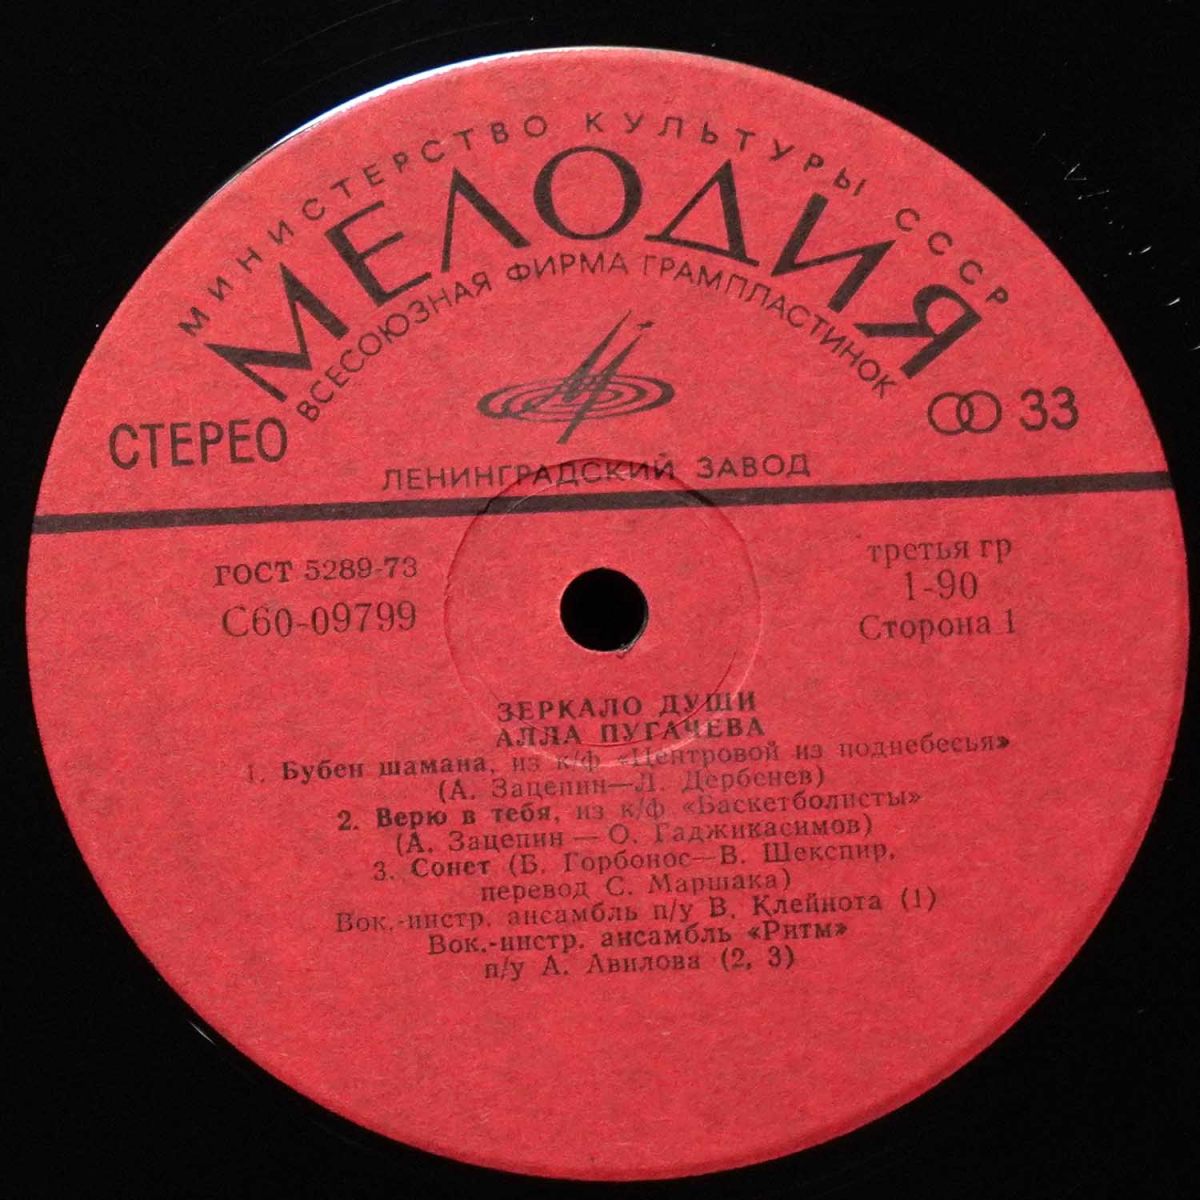 МИНИСТЕРСТВО КУЛЬТУРЫ СССР
МЕЛОДИЯ
ВСЕСОЮЗНАЯ ФИРМА ГРАМПЛАСТИНОК
СТЕРЕО
33
ЛЕНИНГРАДСКИЙ ЗАВОД
ГОСТ 5289-73
С60-09799
третья гр
1-90
Сторона 1
ЗЕРКАЛО ДУШИ
АЛЛА ПУГАЧЕВА
1. Бубен шамана, из к/ф «Центровой из поднебесья»
(А. Зацепин—Л. Дербенев)
2. Верю в тебя, из к/ф «Баскетболисты»
(А. Зацепин — О. Гаджикасимов)
3. Сонет (Б. Горбонос—В. Шекспир,
перевод С. Маршака)
Вок.-инстр. ансамбль п/у В. Клейнота (1)
Вок.-инстр. ансамбль «Ритм»
п/у А. Авилова (2, 3)